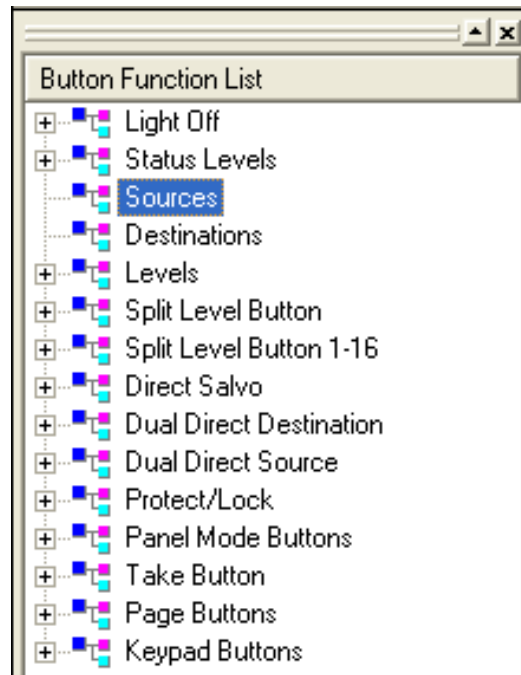 Button Function List
Light Off
Status Levels
Sources
Destinations
Levels
Split Level Button
Split Level Button 1-16
Direct Salvo
Dual Direct Destination
Dual Direct Source
Protect/Lock
Panel Mode Buttons
Take Button
Page Buttons
Keypad Buttons